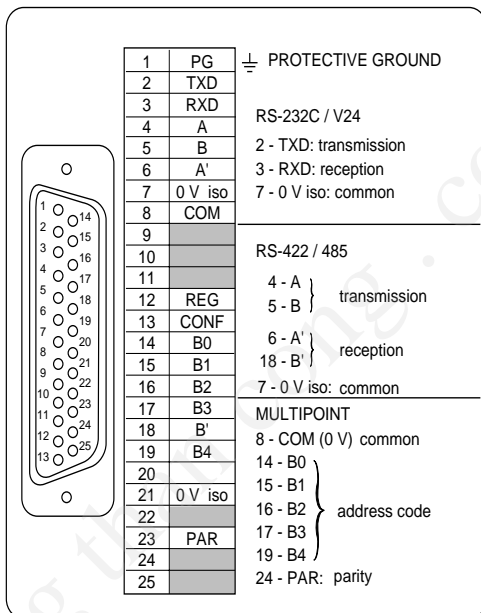 1 PG
2 TXD
3 RXD
4 A
5 B
6 A'
7 0 V iso
8 COM
9
10
11
12 REG
13 CONF
14 B0
15 B1
16 B2
17 B3
18 B'
19 B4
20
21 0 V iso
22
23 PAR
24
25
1
2
3
4
5
6
7
8
9
10
11
12
13
14
15
16
17
18
19
20
21
22
23
24
25
PROTECTIVE GROUND
RS-232C / V24
2 - TXD: transmission
3 - RXD: reception
7 - 0 V iso: common
RS-422 / 485
4 - A
5 - B
transmission
6 - A'
18 - B'
reception
7 - 0 V iso: common
MULTIPOINT
8 - COM (0 V) common
14 - B0
15 - B1
16 - B2
17 - B3
19 - B4
address code
24 - PAR: parity